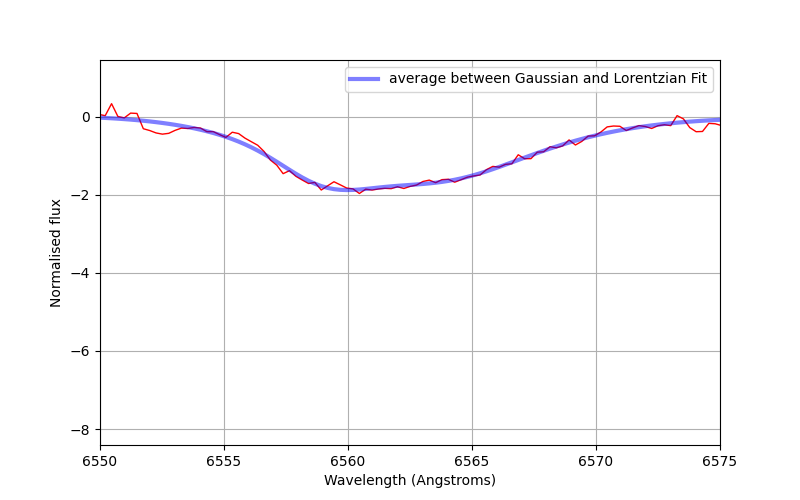 average between Gaussian and Lorentzian Fit
Normalised flux
0
−2
−4
−6
−8
6550 6555 6560 6565 6570 6575
Wavelength (Angstroms)